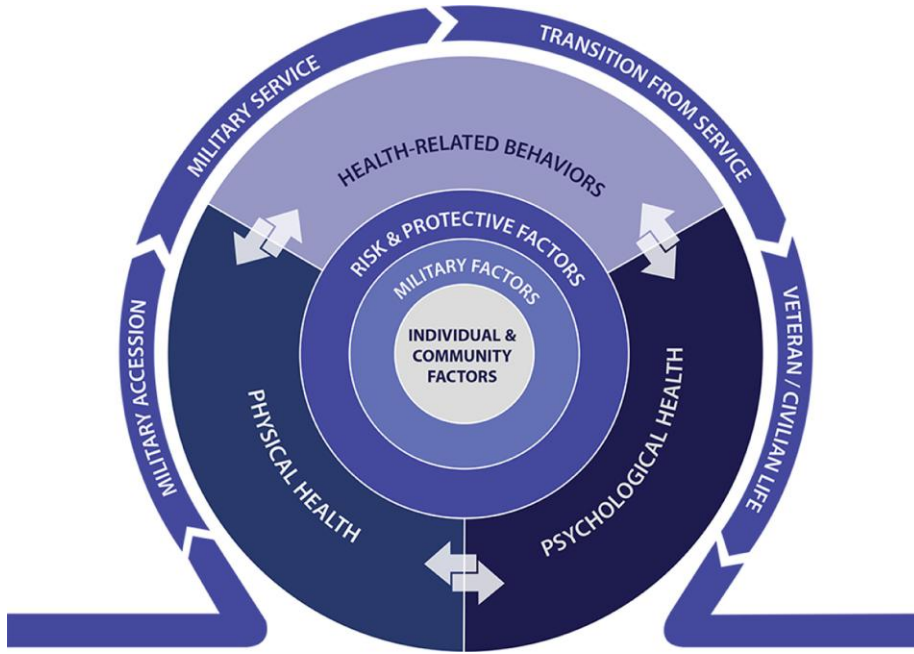 MILITARY ACCESSION
MILITARY SERVICE
TRANSITION FROM SERVICE
VETERAN / CIVILIAN LIFE
HEALTH-RELATED BEHAVIORS
RISK & PROTECTIVE FACTORS
MILITARY FACTORS
INDIVIDUAL &
COMMUNITY
FACTORS
PHYSICAL HEALTH
PSYCHOLOGICAL HEALTH